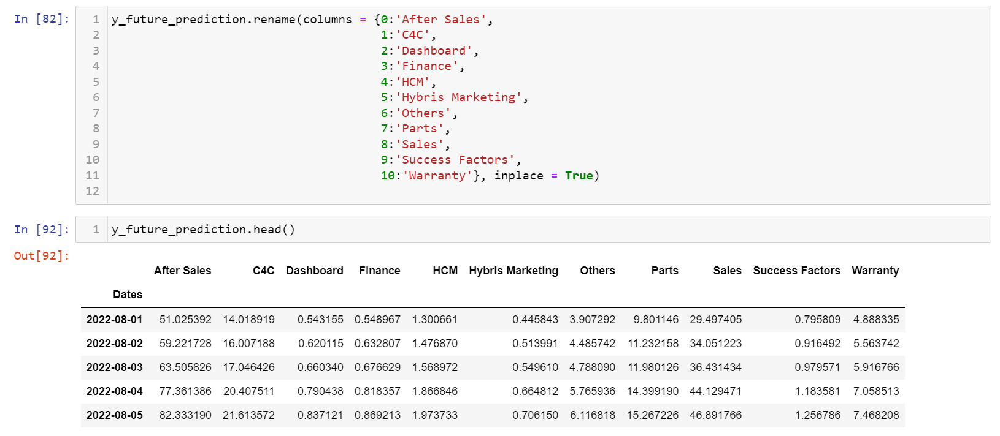 In [82]:
1 y_future_prediction.rename(columns = {0:'After Sales',
2 1:'C4C',
3 2:'Dashboard',
4 3:'Finance',
5 4:'HCM',
6 5:'Hybris Marketing',
7 6:'Others',
8 7:'Parts',
9 8:'Sales',
10 9:'Success Factors',
11 10:'Warranty'}, inplace = True)
12
In [92]: 1 y_future_prediction.head()
Out[92]:
After Sales C4C Dashboard Finance HCM Hybris Marketing Others Parts Sales Success Factors Warranty
Dates
2022-08-01 51.025392 14.018919 0.543155 0.548967 1.300661 0.445843 3.907292 9.801146 29.497405 0.795809 4.888335
2022-08-02 59.221728 16.007188 0.620115 0.632807 1.476870 0.513991 4.485742 11.232158 34.051223 0.916492 5.563742
2022-08-03 63.505826 17.046426 0.660340 0.676629 1.568972 0.549610 4.788090 11.980126 36.431434 0.979571 5.916766
2022-08-04 77.361386 20.407511 0.790438 0.818357 1.866846 0.664812 5.765936 14.399190 44.129471 1.183581 7.058513
2022-08-05 82.333190 21.613572 0.837121 0.869213 1.973733 0.706150 6.116818 15.267226 46.891766 1.256786 7.468208